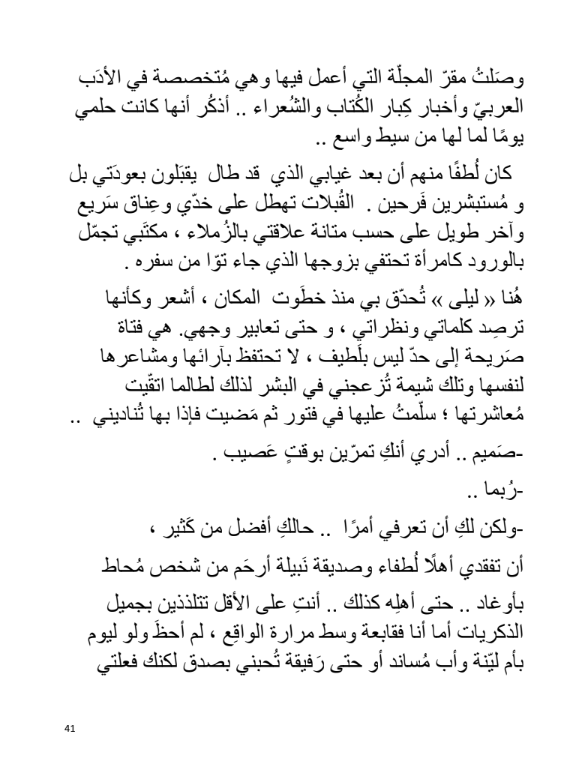 وصَلتُ مقرّ المجلّة التي أعمل فيها وهي مُتخصصة في الأدَب
العربيّ وأخبار كِبار الكُتاب والشُعراء .. أذكُر أنها كانت حلمي
يومًا لما لها من سيط واسع ..
كان لُطفًا منهم أن بعد غيابي الذي قد طال يقبَلون بعودَتي بل
و مُستبشرين فَرحين . القُبلات تهطل على خدّي وعِناق سَريع
وآخر طويل على حسب متانة علاقتي بالزُملاء ، مكتَبي تجمّل
بالورود كامرأة تحتفي بزوجها الذي جاء توّا من سفره .
هُنا « ليلى » تُحدّق بي منذ خطَوت المكان ، أشعر وكأنها
ترصِد كلماتي ونظراتي ، و حتى تعابير وجهي. هي فتاة
صَريحة إلى حدّ ليس بلَطيف ، لا تحتفظ بآرائها ومشاعرها
لنفسها وتلك شيمة تُزعجني في البشر لذلك لطالما اتقّيت
مُعاشرتها ؛ سلّمتُ عليها في فتور ثم مَضيت فإذا بها تُناديني ..
-صَميم .. أدري أنكِ تمرّين بوقتٍ عَصيب .
-رُبما ..
-ولكن لكِ أن تعرفي أمرًا .. حالكِ أفضل من كَثير ،
أن تفقدي أهلًا لُطفاء وصديقة نَبيلة أرحَم من شخص مُحاط
بأوغاد .. حتى أهلِه كذلك .. أنتِ على الأقل تتلذذين بجميل
الذكريات أما أنا فقابعة وسط مرارة الواقِع ، لم أحظَ ولو ليوم
بأم ليّنة وأب مُساند أو حتى رَفيقة تُحبني بصدق لكنك فعلتي
41